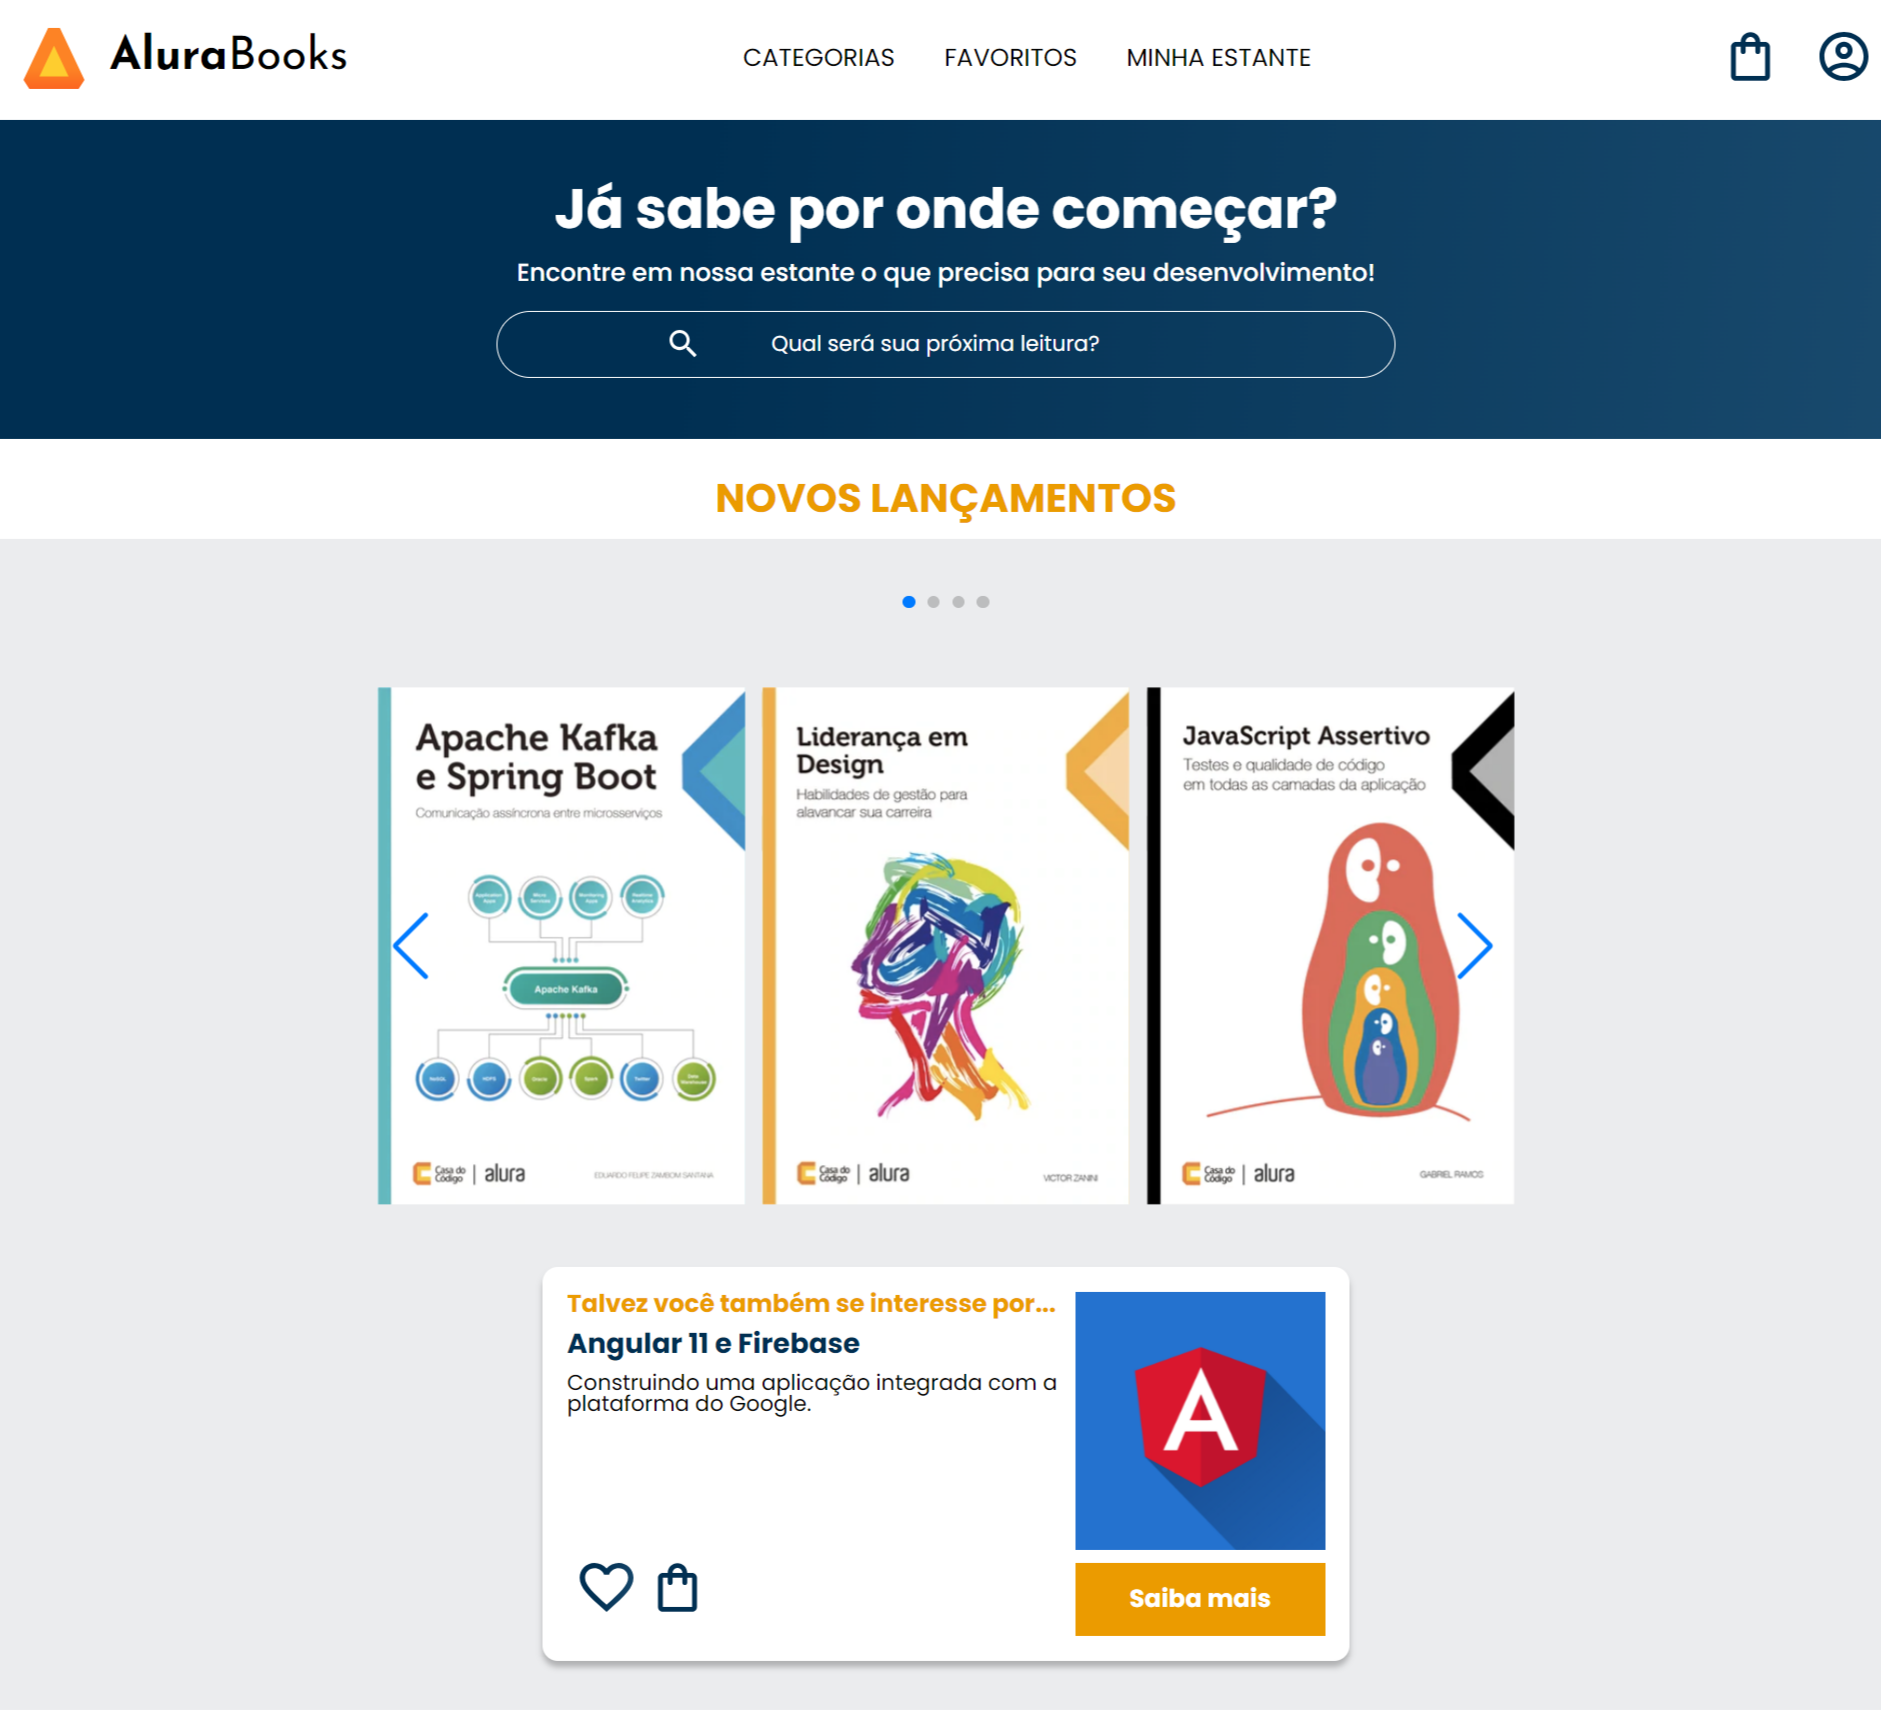 AluraBooks
CATEGORIAS
FAVORITOS
MINHA ESTANTE
Já sabe por onde começar?
Encontre em nossa estante o que precisa para seu desenvolvimento!
Qual será sua próxima leitura?
NOVOS LANÇAMENTOS
Apache Kafka
e Spring Boot
Comunicação assíncrona entre microsserviços
Apache Kafka
Casa do
Código
alura
EDUARDO FELIPE ZAMBOM SANTANA
Liderança em
Design
Habilidades de gestão para
alavancar sua carreira
Casa do
Código
alura
VICTOR ZANINI
JavaScript Assertivo
Testes e qualidade de código
em todas as camadas da aplicação
Casa do
Código
alura
GABRIEL RAMOS
Talvez você também se interesse por...
Angular 11 e Firebase
Construindo uma aplicação integrada com a
plataforma do Google.
A
Saiba mais